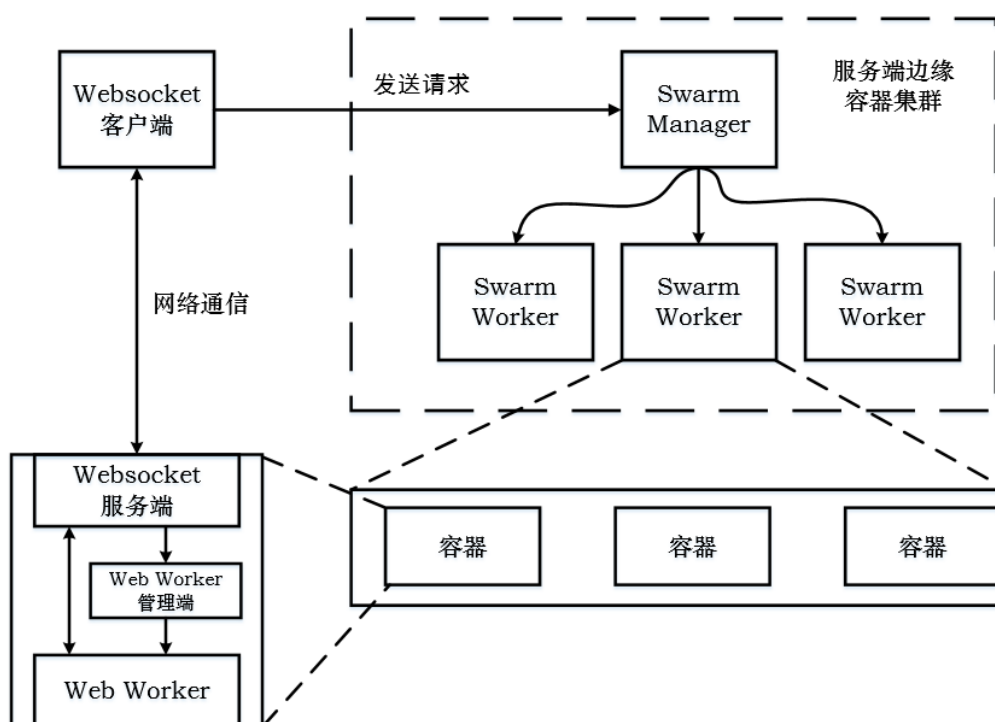 Websocket
客户端
发送请求
Swarm
Manager
服务端边缘
容器集群
Swarm
Worker
Swarm
Worker
Swarm
Worker
网络通信
Websocket
服务端
Web Worker
管理端
Web Worker
容器
容器
容器